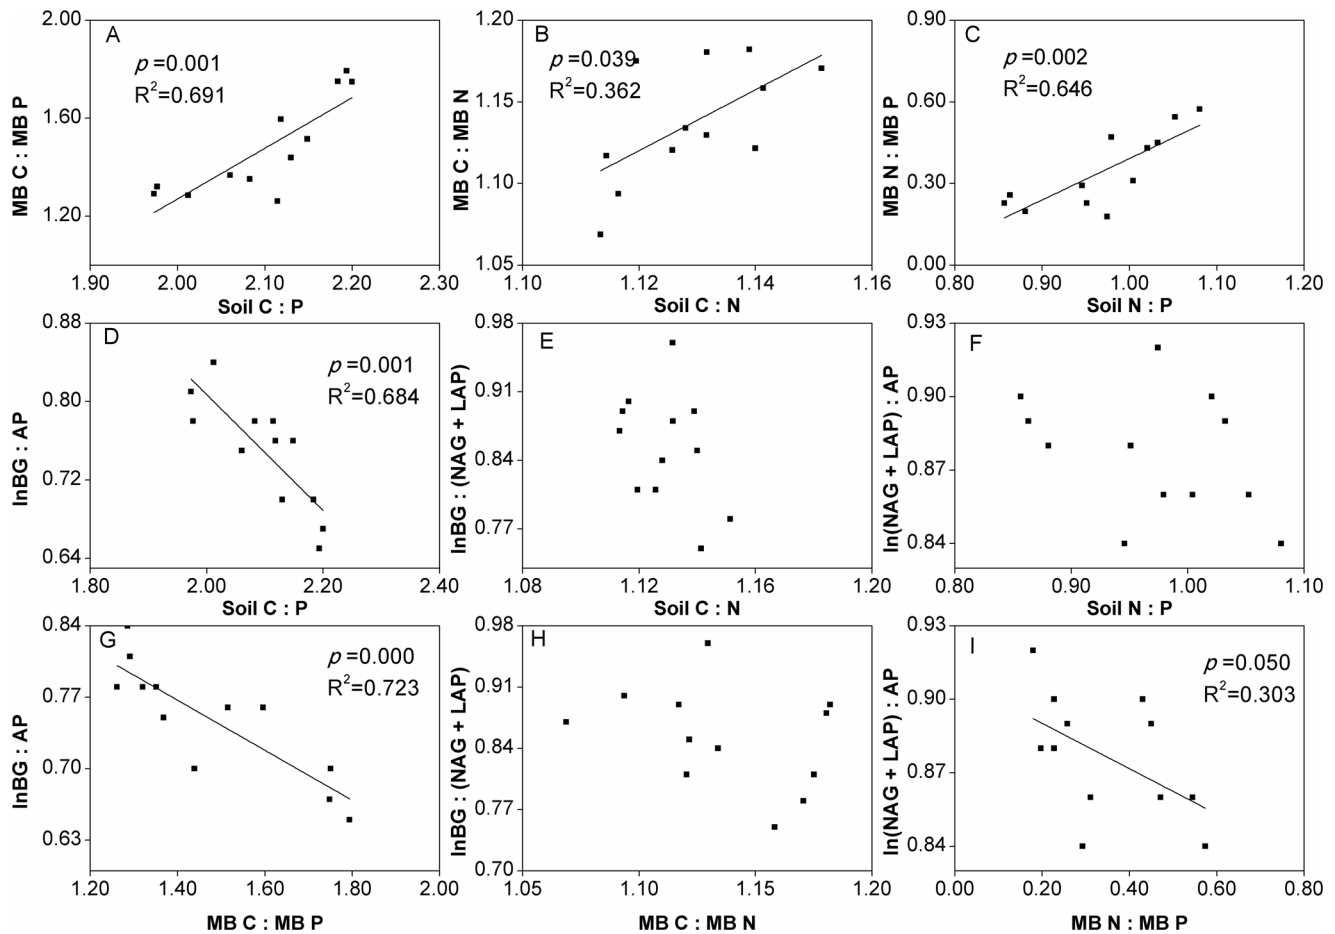 A
p=0.001
R²=0.691
2.00
1.60
1.20
MB C : MB P
1.90
2.00
2.10
2.20
2.30
Soil C : P
B
p=0.039
R²=0.362
1.20
1.15
1.10
1.05
MB C : MB N
1.10
1.12
1.14
1.16
Soil C : N
C
p=0.002
R²=0.646
0.90
0.60
0.30
0.00
MB N : MB P
0.80
0.90
1.00
1.10
1.20
Soil N : P
D
p=0.001
R²=0.684
0.88
0.80
0.72
0.64
lnBG : AP
1.80
2.00
2.20
2.40
Soil C : P
E
0.98
0.91
0.84
0.77
lnBG : (NAG + LAP)
1.08
1.12
1.16
1.20
Soil C : N
F
0.93
0.90
0.87
0.84
ln(NAG + LAP) : AP
0.80
0.90
1.00
1.10
Soil N : P
G
p=0.000
R²=0.723
0.84
0.77
0.70
0.63
lnBG : AP
1.20
1.40
1.60
1.80
2.00
MB C : MB P
H
0.98
0.91
0.84
0.77
0.70
lnBG : (NAG + LAP)
1.05
1.10
1.15
1.20
MB C : MB N
I
p=0.050
R²=0.303
0.93
0.90
0.87
0.84
ln(NAG + LAP) : AP
0.00
0.20
0.40
0.60
0.80
MB N : MB P